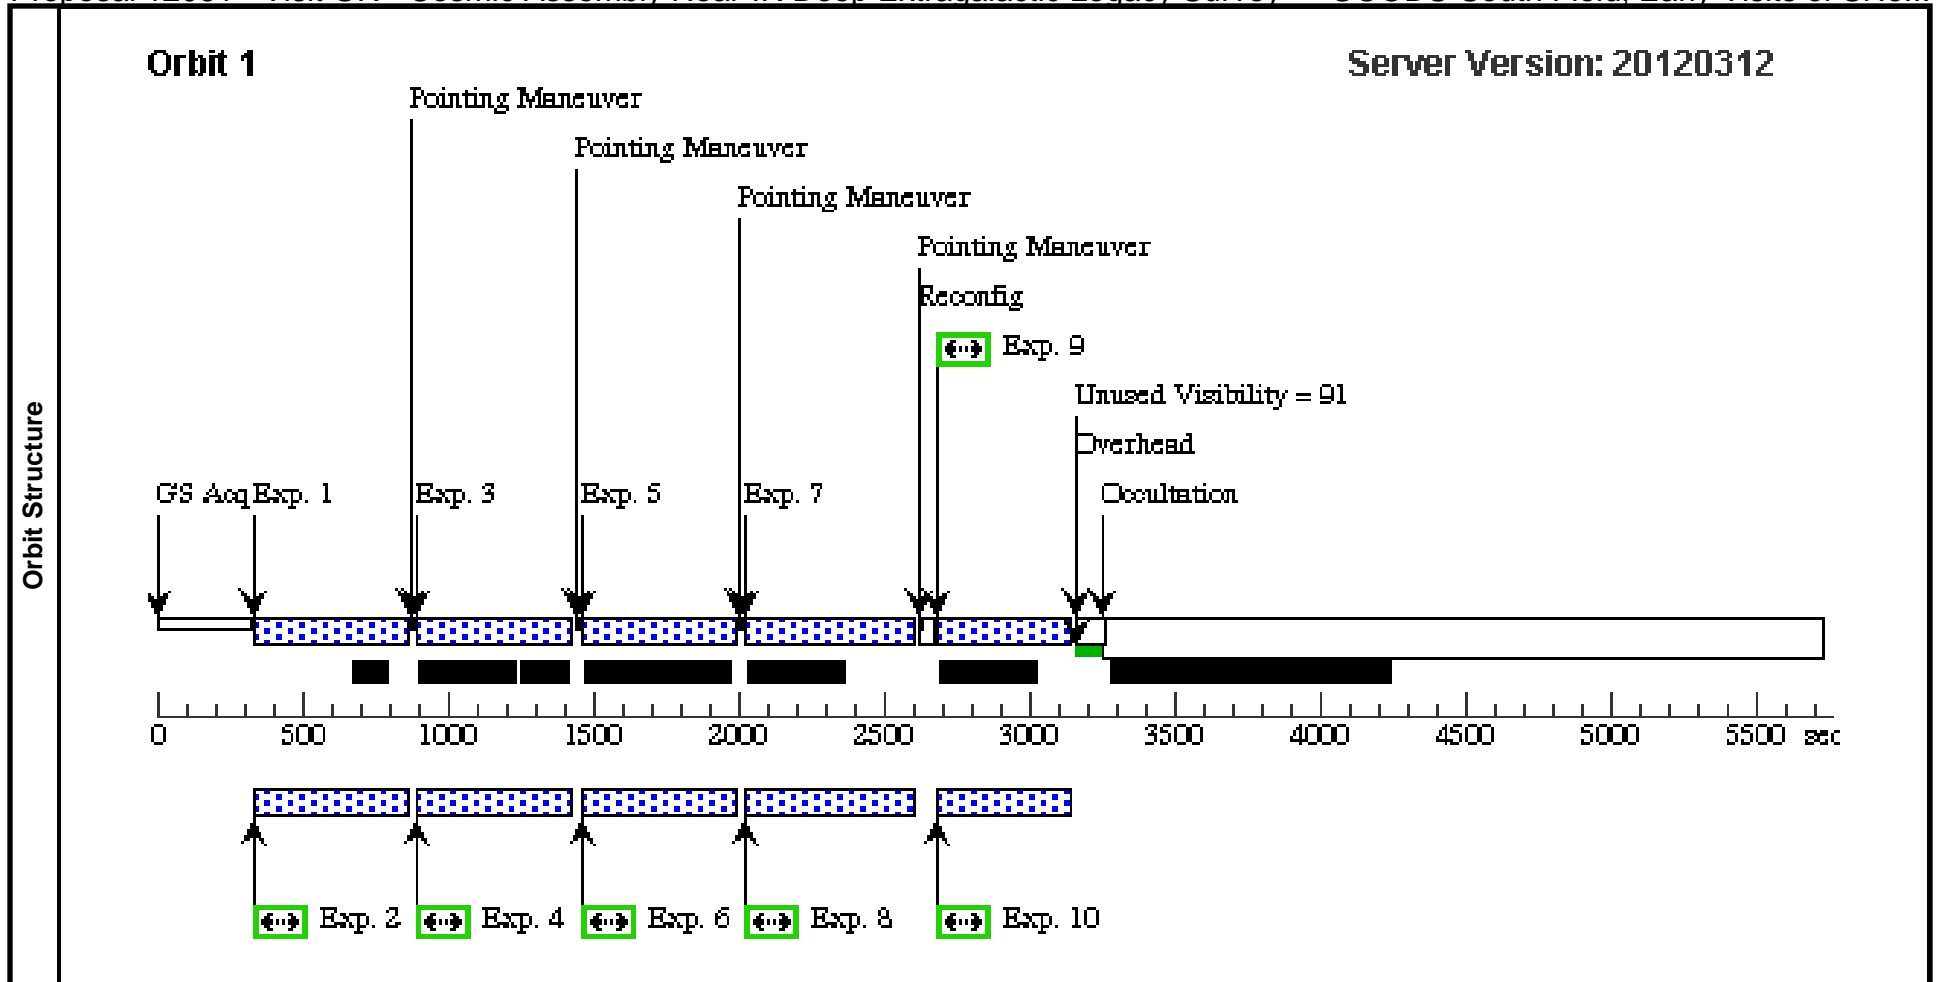 Orbit 1
Server Version: 20120312
Pointing Maneuver
Pointing Maneuver
Pointing Maneuver
Pointing Maneuver
Reconfig
Exp. 9
Unused Visibility = 91
Overhead
GS Acq Exp. 1 Exp. 3 Exp. 5 Exp. 7 Occultation
Orbit Structure
0 500 1000 1500 2000 2500 3000 3500 4000 4500 5000 5500 sec
Exp. 2 Exp. 4 Exp. 6 Exp. 8 Exp. 10